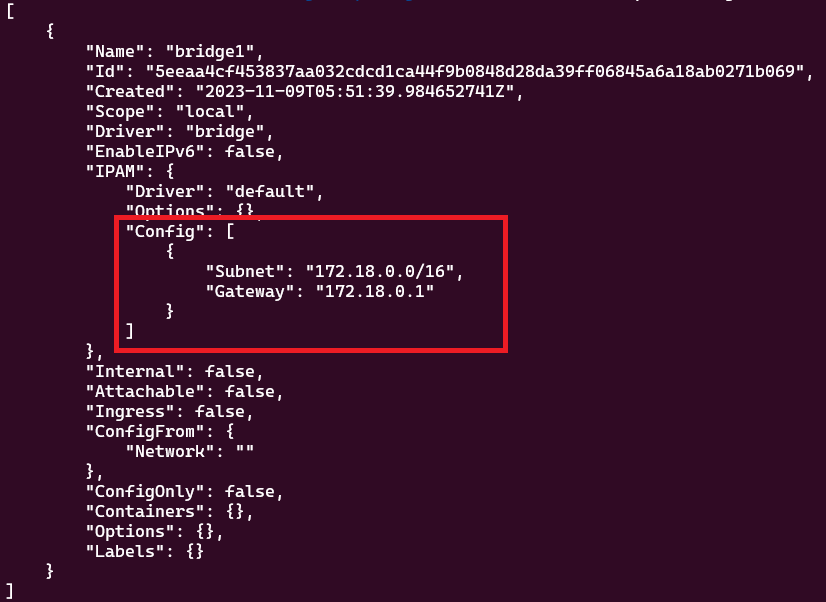 [
    {
        "Name": "bridge1",
        "Id": "5eeaa4cf453837aa032cdcd1ca44f9b0848d28da39ff06845a6a18ab0271b069",
        "Created": "2023-11-09T05:51:39.984652741Z",
        "Scope": "local",
        "Driver": "bridge",
        "EnableIPv6": false,
        "IPAM": {
            "Driver": "default",
            "Options": {},
            "Config": [
                {
                    "Subnet": "172.18.0.0/16",
                    "Gateway": "172.18.0.1"
                }
            ]
        },
        "Internal": false,
        "Attachable": false,
        "Ingress": false,
        "ConfigFrom": {
            "Network": ""
        },
        "ConfigOnly": false,
        "Containers": {},
        "Options": {},
        "Labels": {}
    }
]